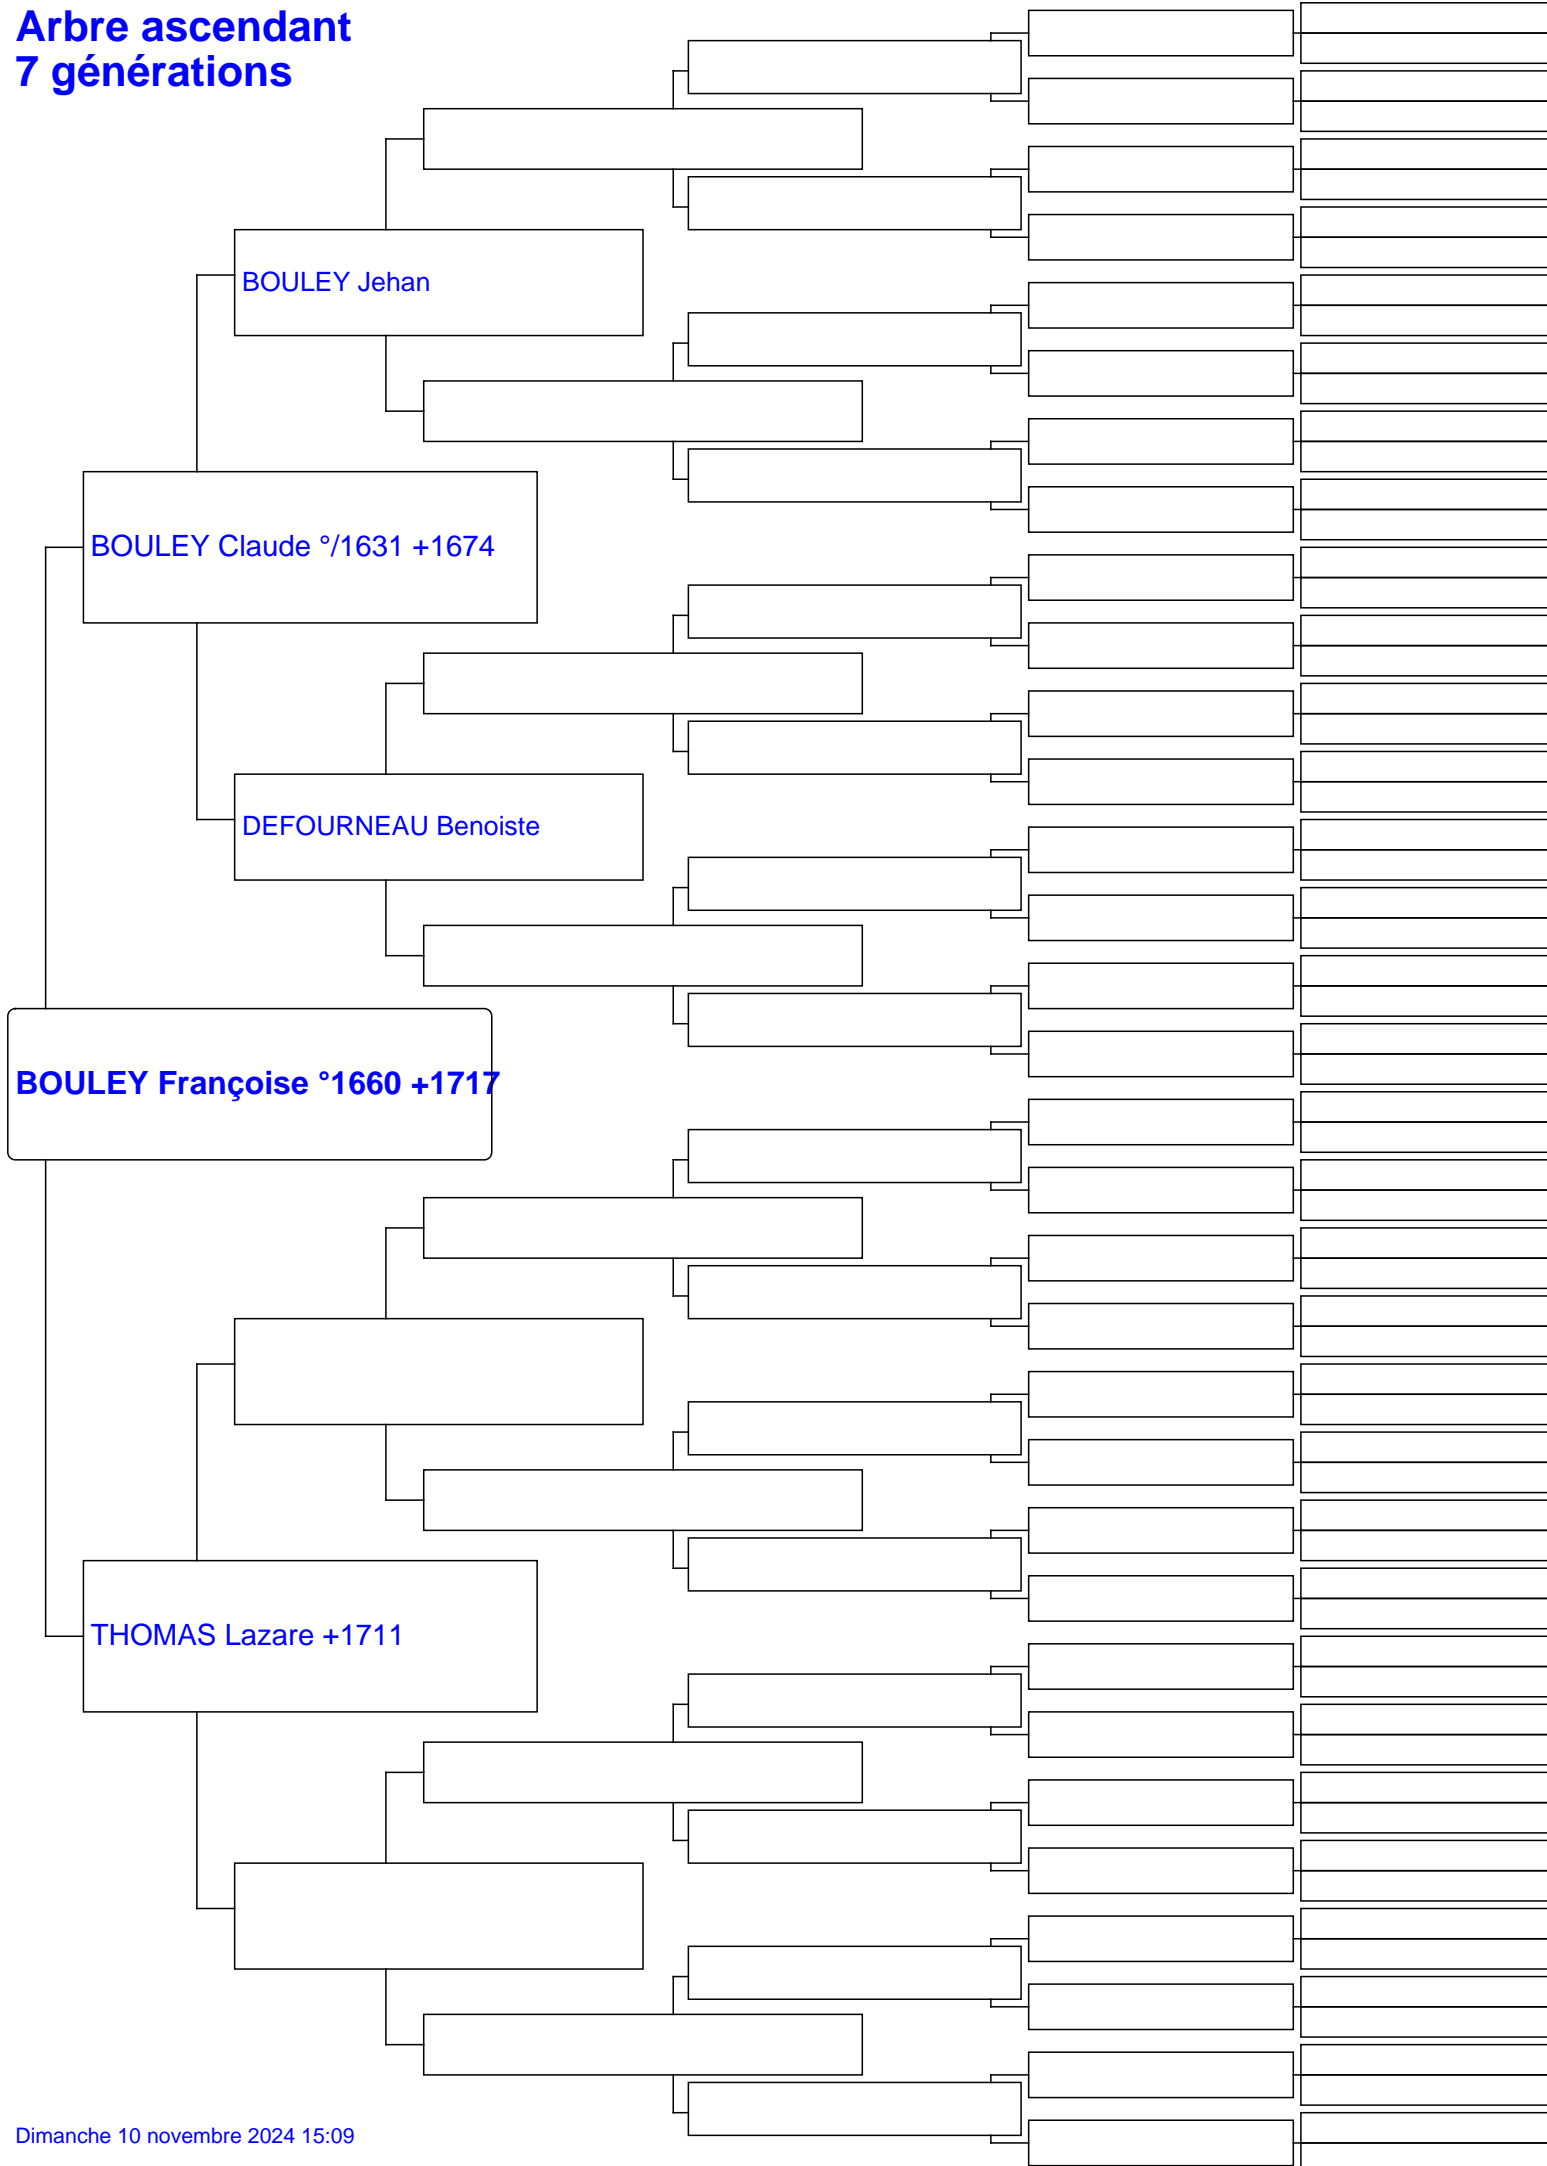 Arbre ascendant
7 générations
BOULEY Jehan
BOULEY Claude °/1631 +1674
DEFOURNEAU Benoiste
BOULEY Françoise °1660 +1717
THOMAS Lazare +1711
Dimanche 10 novembre 2024 15:09